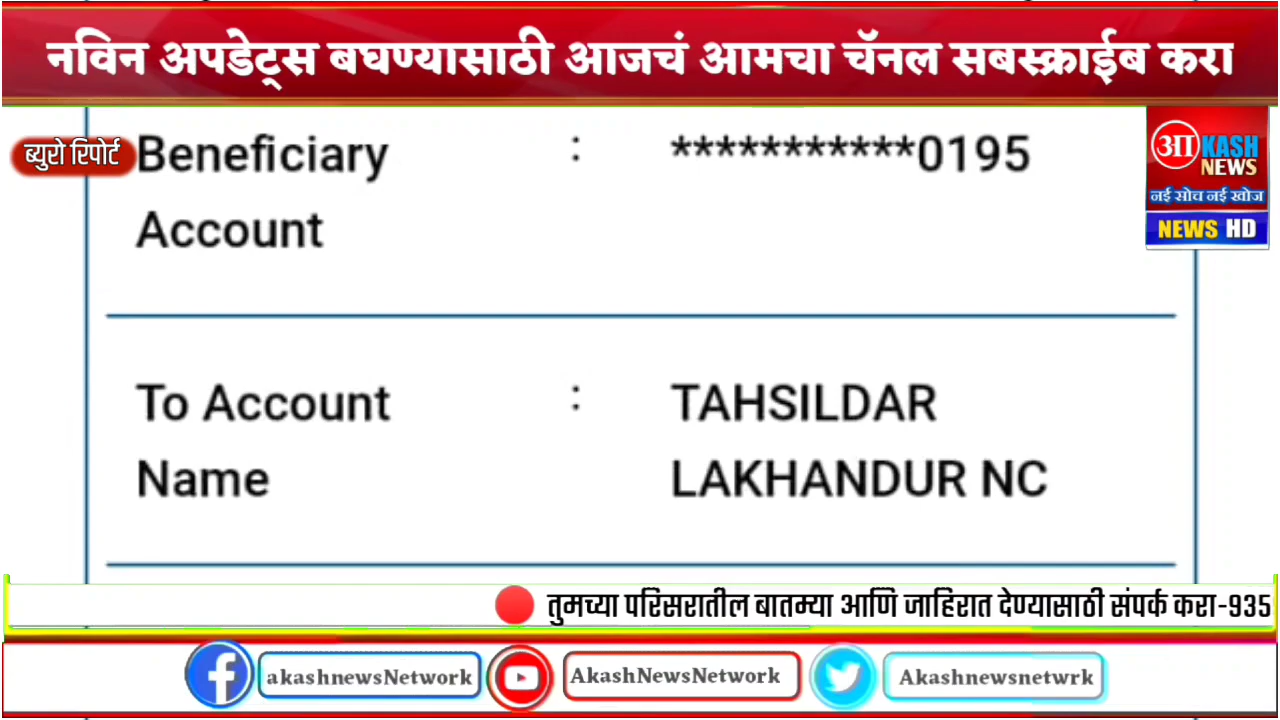 नविन अपडेट्स बघण्यासाठी आजचं आमचा चॅनल सबस्क्राईब करा
ब्युरो रिपोर्ट
Beneficiary : ***********0195
Account
आKASH
NEWS
नई सोच नई खोज
NEWS HD
To Account : TAHSILDAR
Name LAKHANDUR NC
तुमच्या परिसरातील बातम्या आणि जाहिरात देण्यासाठी संपर्क करा-935
akashnewsNetwork AkashNewsNetwork Akashnewsnetwrk